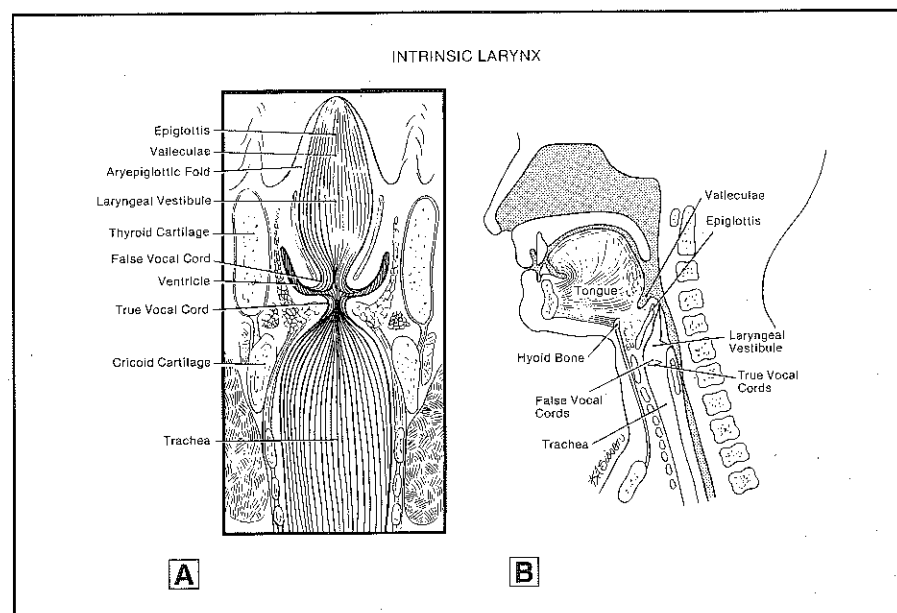 INTRINSIC LARYNX
Epiglottis
Valleculae
Aryepiglottic Fold
Laryngeal Vestibule
Thyroid Cartilage
False Vocal Cord
Ventricle
True Vocal Cord
Cricoid Cartilage
Trachea
A
Valleculae
Epiglottis
Tongue
Hyoid Bone
Laryngeal
Vestibule
True Vocal
Cords
False Vocal
Cords
Trachea
B